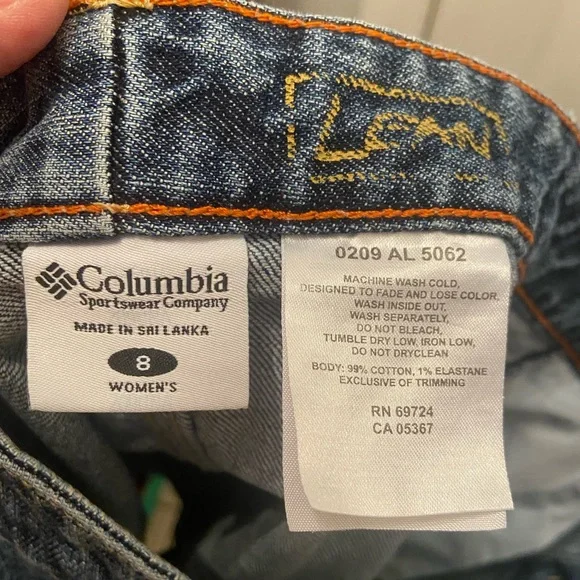 LEAN
Columbia
Sportswear Company
MADE IN SRI LANKA
8
WOMEN'S
0209 AL 5062
MACHINE WASH COLD,
DESIGNED TO FADE AND LOSE COLOR,
WASH INSIDE OUT,
WASH SEPARATELY,
DO NOT BLEACH,
TUMBLE DRY LOW, IRON LOW,
DO NOT DRYCLEAN
BODY: 99% COTTON, 1% ELASTANE
EXCLUSIVE OF TRIMMING
RN 69724
CA 05367